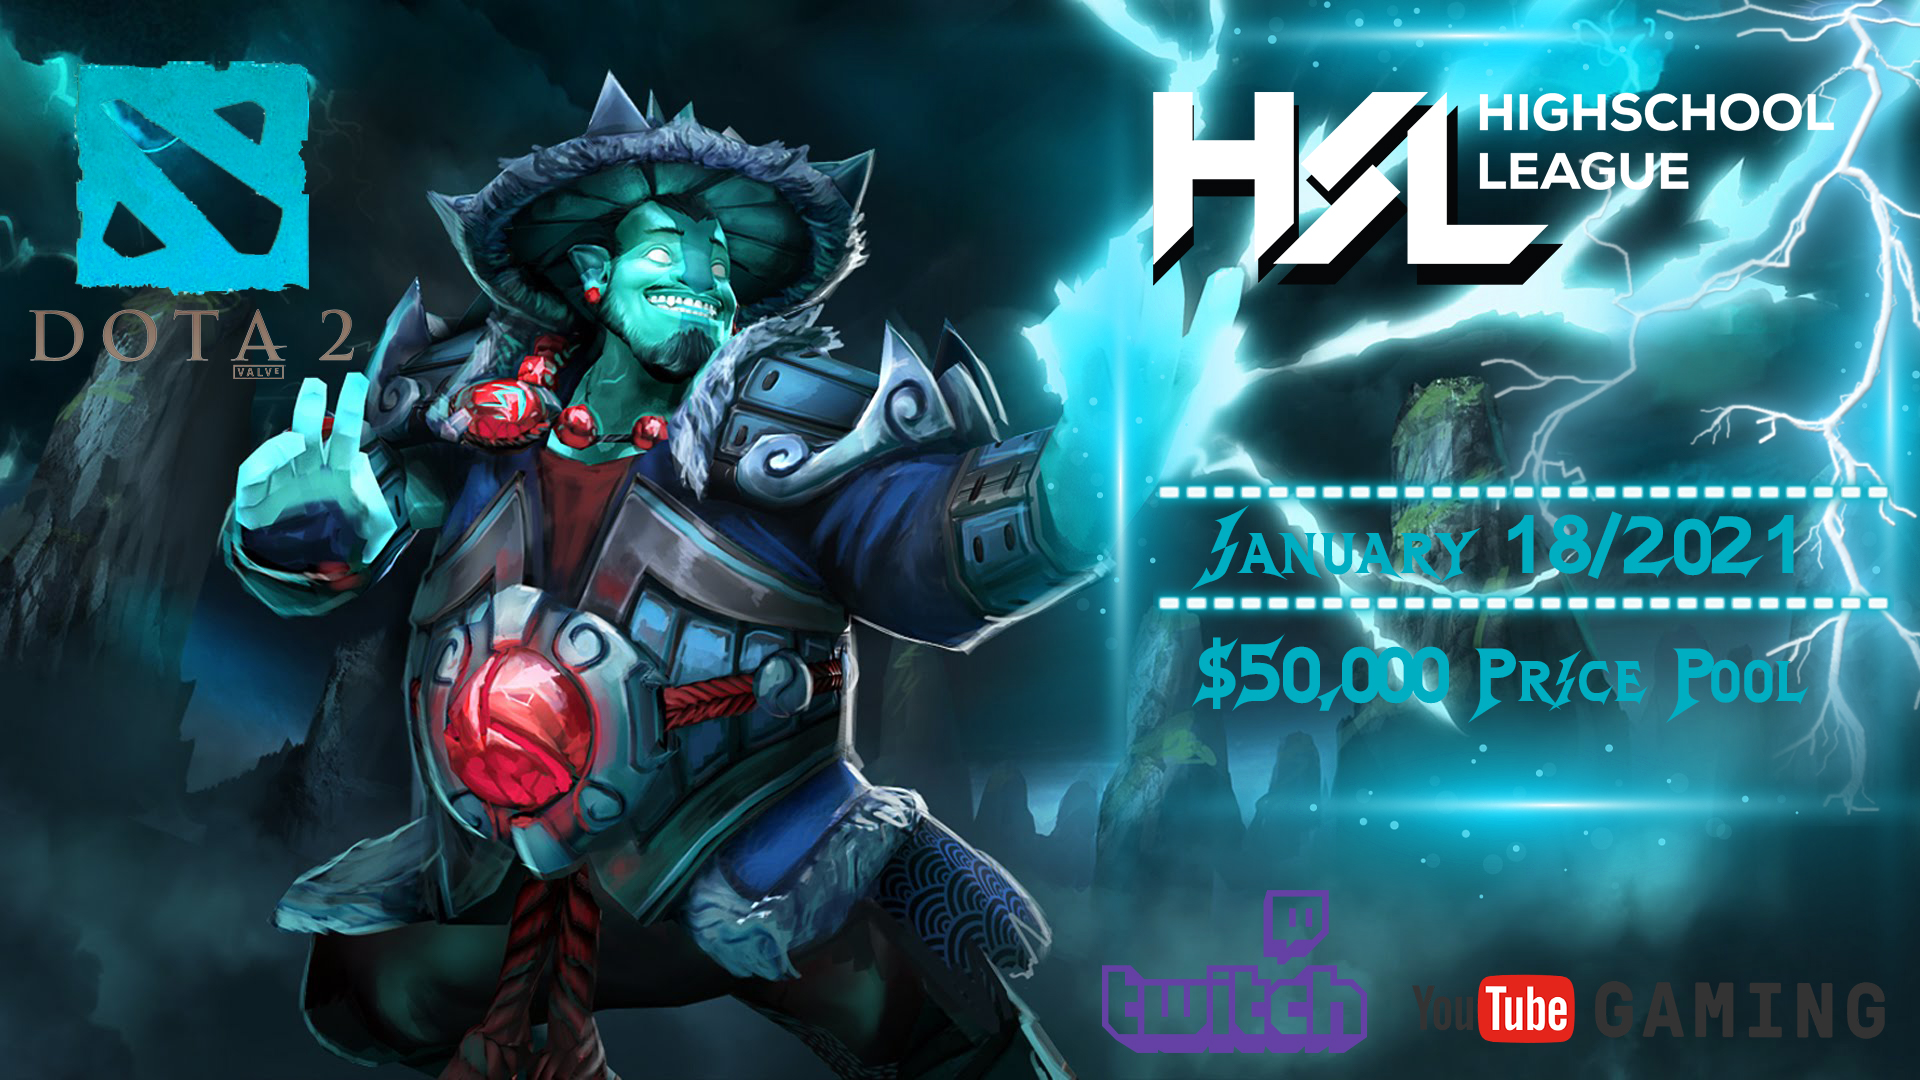 DOTA 2
VALVE
HSL
HIGHSCHOOL
LEAGUE
January 18/2021
$50,000 Price Pool
twitch
YouTube GAMING